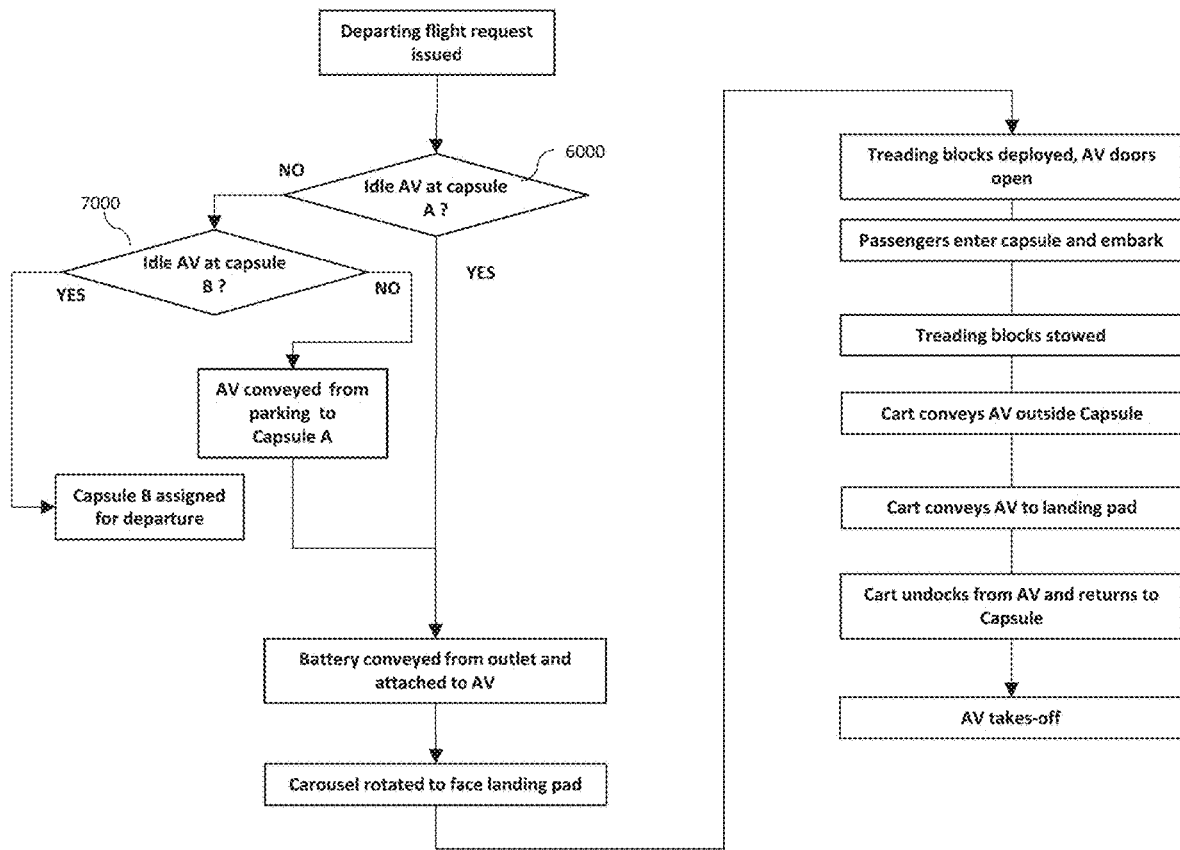 Departing flight request
issued
6000
NO
Idle AV at capsule
A ?
7000
Idle AV at capsule
B ?
YES
NO
YES
AV conveyed from
parking to
Capsule A
Capsule B assigned
for departure
Battery conveyed from outlet and
attached to AV
Carousel rotated to face landing pad
Treading blocks deployed, AV doors
open
Passengers enter capsule and embark
Treading blocks stowed
Cart conveys AV outside Capsule
Cart conveys AV to landing pad
Cart undocks from AV and returns to
Capsule
AV takes-off